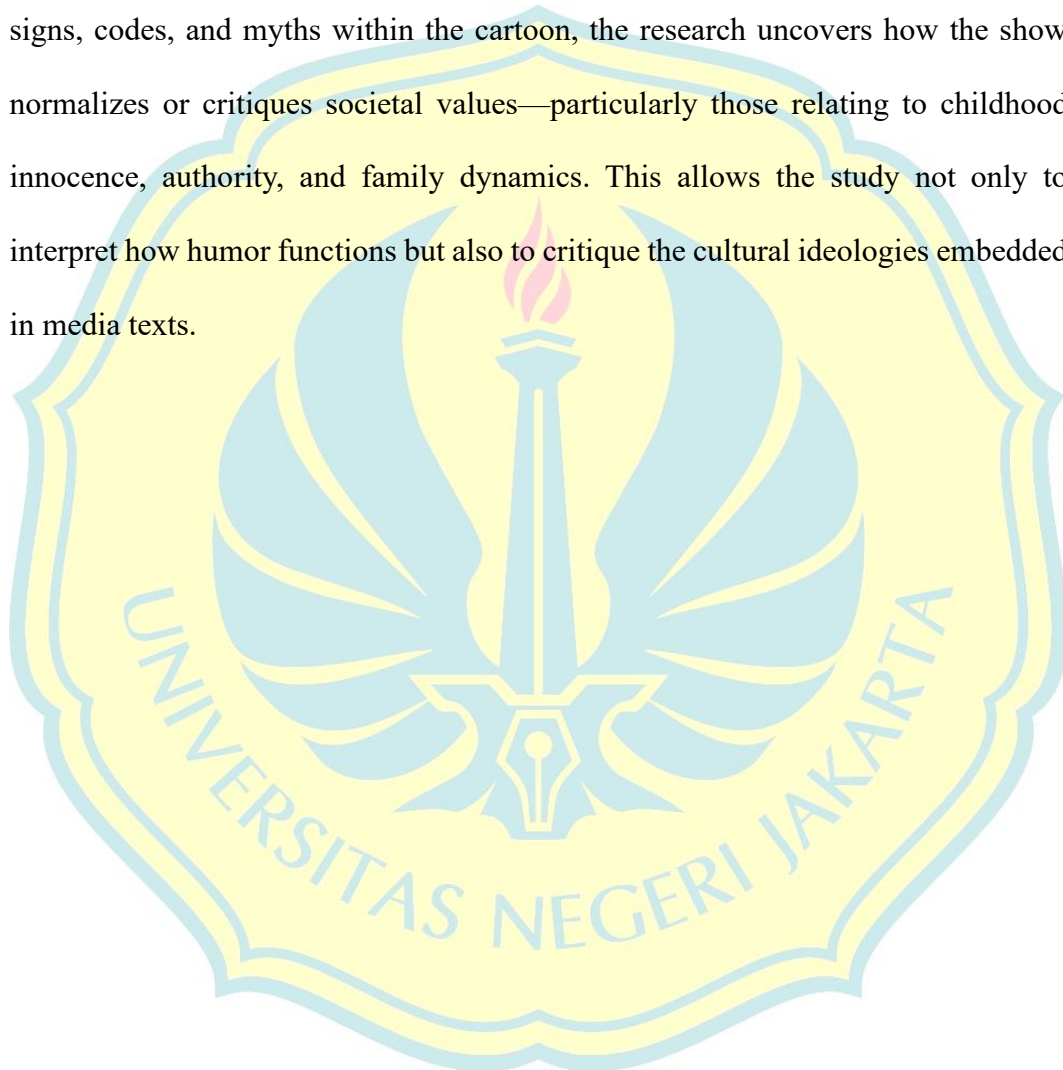 signs, codes, and myths within the cartoon, the research uncovers how the show
normalizes or critiques societal values—particularly those relating to childhood
innocence, authority, and family dynamics. This allows the study not only to
interpret how humor functions but also to critique the cultural ideologies embedded
in media texts.
UNIVERSITAS NEGERI JAKARTA